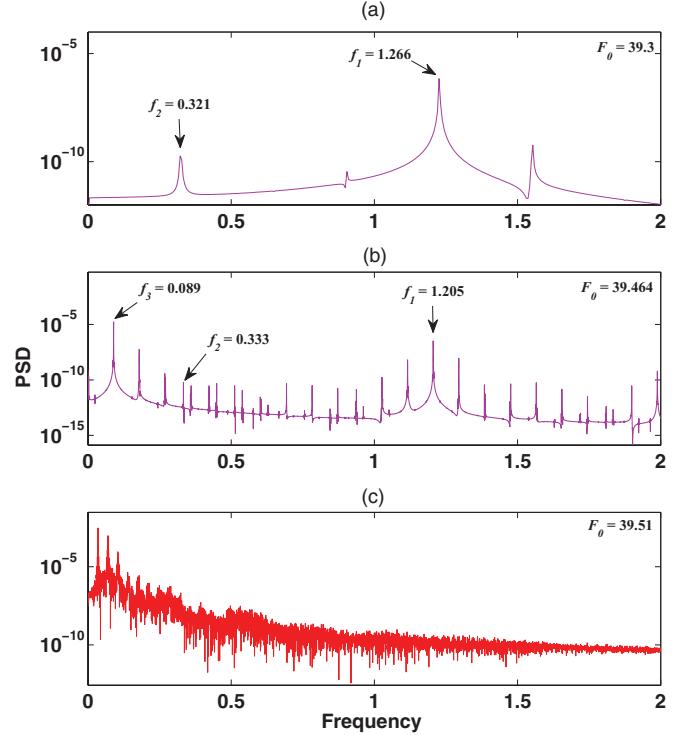 (a)
10^-5
f_1 = 1.266
F_0 = 39.3
f_2 = 0.321
10^-10
0 0.5 1 1.5 2
(b)
f_3 = 0.089
f_1 = 1.205
F_0 = 39.464
10^-5
f_2 = 0.333
10^-10
10^-15
PSD
0 0.5 1 1.5 2
(c)
F_0 = 39.51
10^-5
10^-10
0 0.5 1 1.5 2
Frequency